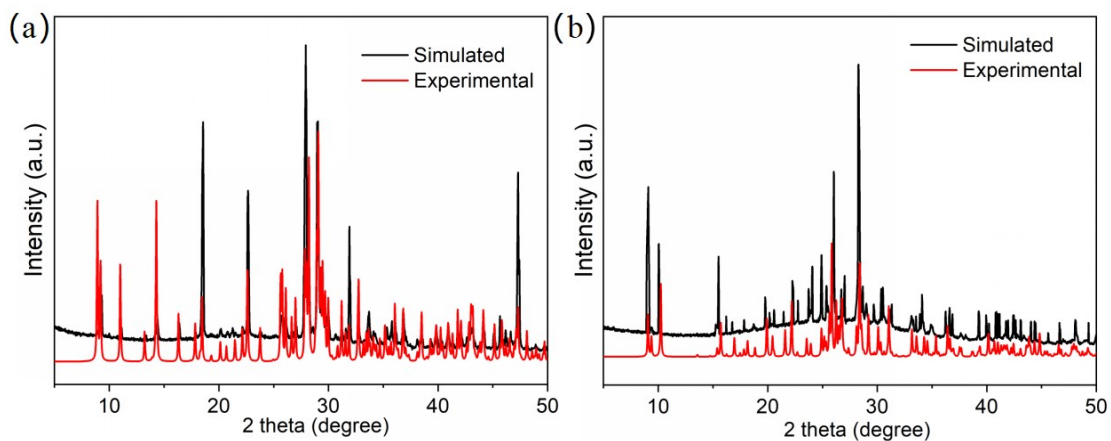 (a)
Simulated
Experimental
Intensity (a.u.)
10 20 30 40 50
2 theta (degree)
(b)
Simulated
Experimental
Intensity (a.u.)
10 20 30 40 50
2 theta (degree)